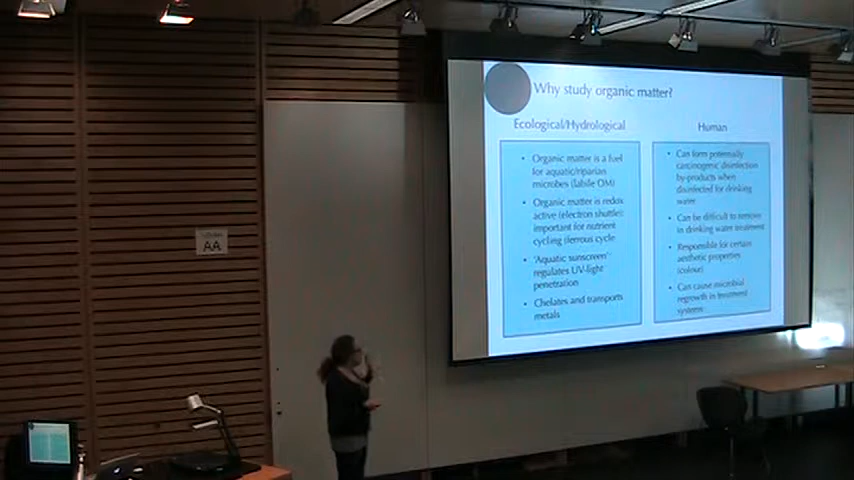 Why study organic matter?
Ecological/Hydrological
• Organic matter is a fuel
for aquatic/riparian
microbes (labile OM)
• Organic matter is redox
active (electron shuttle):
important for nutrient
cycling (ferrous cycle
• 'Aquatic sunscreen'
regulates UV-light
penetration
• Chelates and transports
metals
Human
• Can form potentially
carcinogenic disinfection
by-products when
disinfected for drinking
water
• Can be difficult to remove
in drinking water treatment
• Responsible for certain
aesthetic properties
(colour)
• Can cause microbial
regrowth in treatment
systems
AA